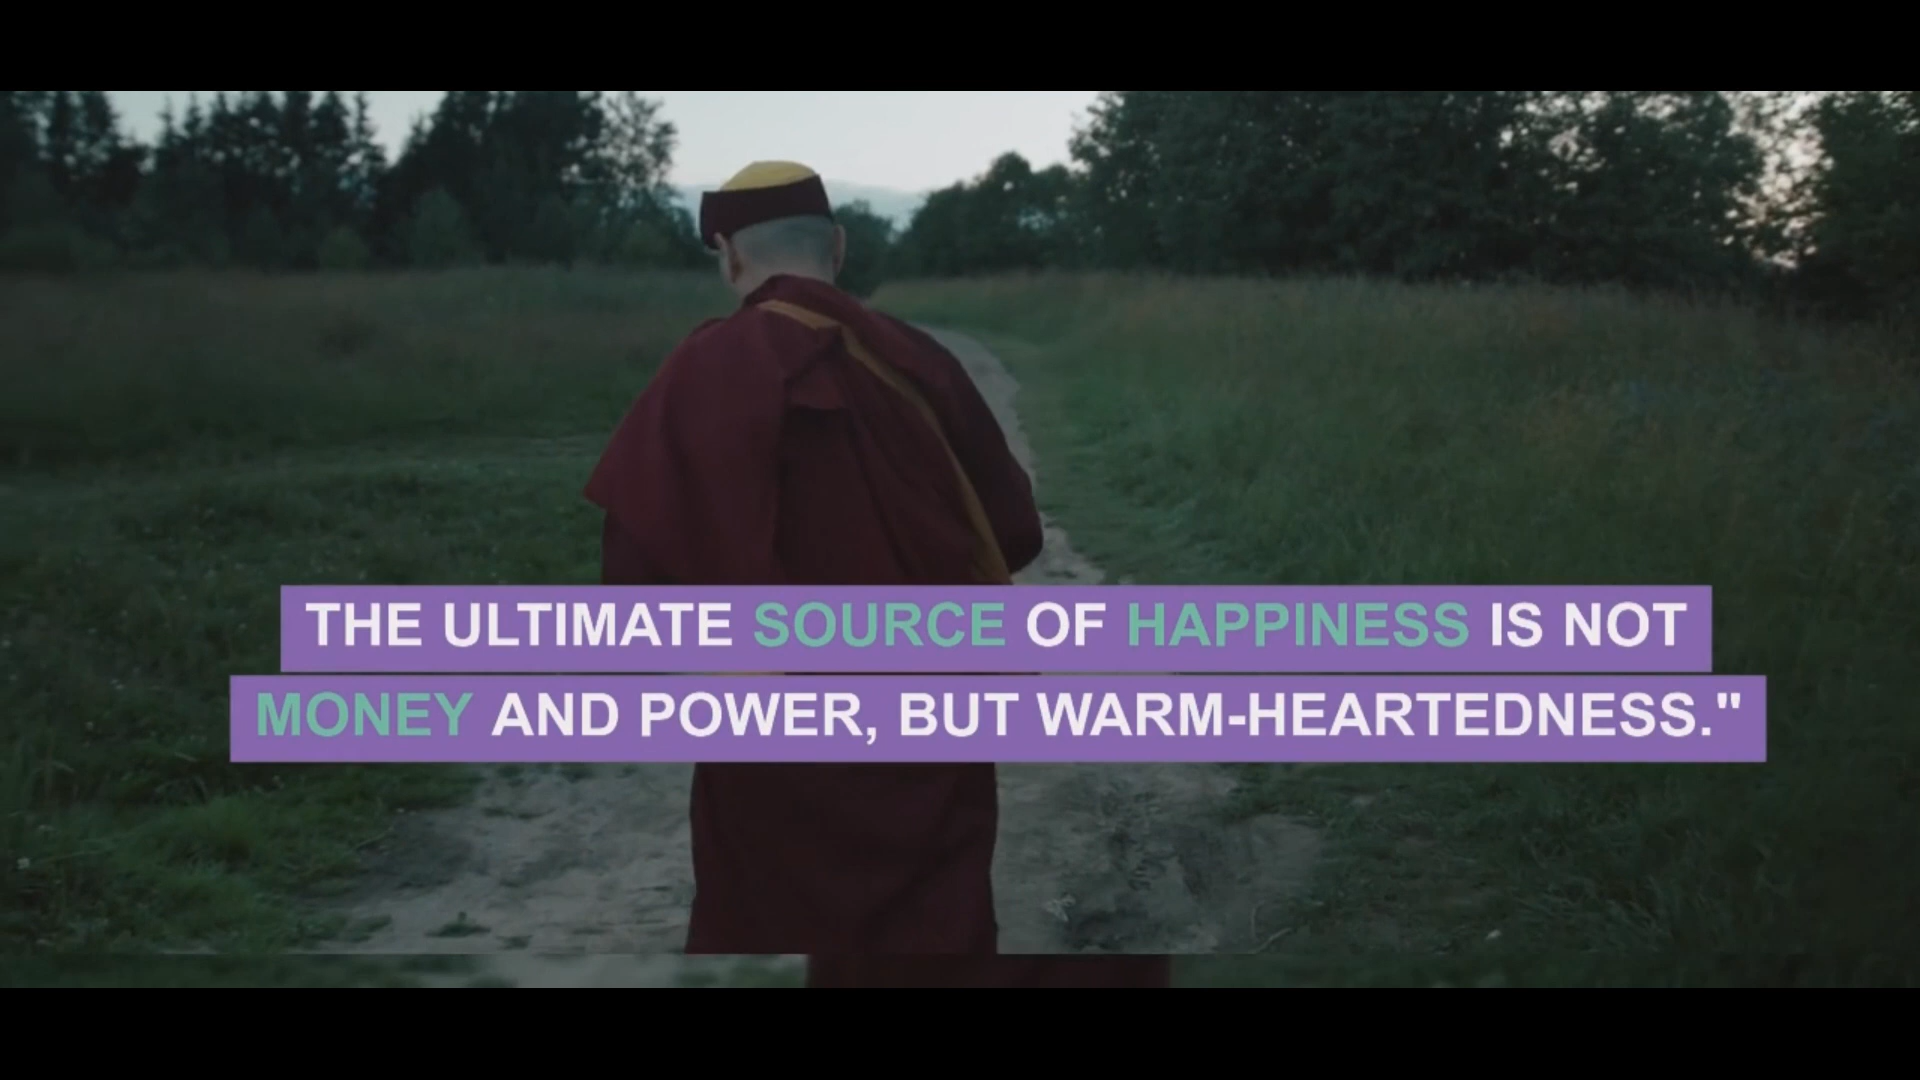 THE ULTIMATE SOURCE OF HAPPINESS IS NOT
MONEY AND POWER, BUT WARM-HEARTEDNESS."